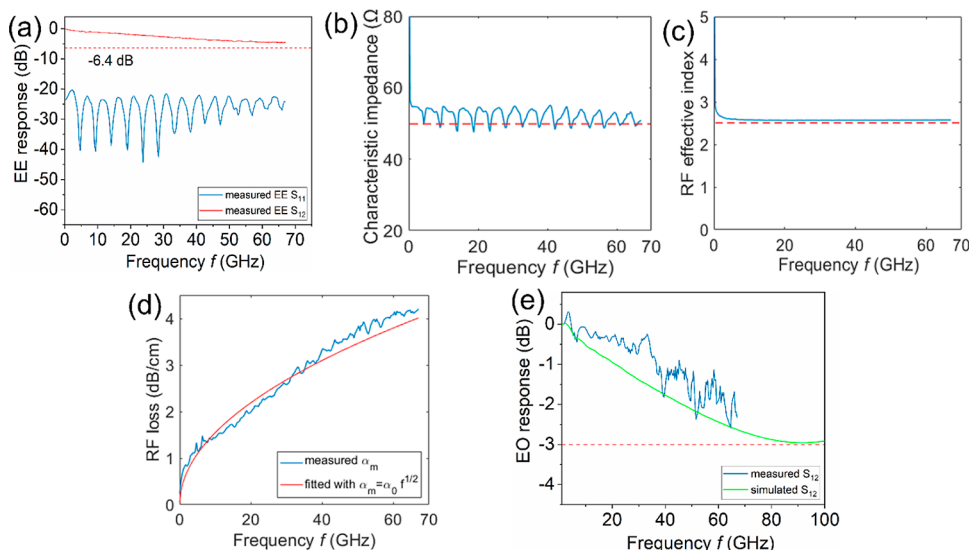 (a)
EE response (dB)
0
-10
-20
-30
-40
-50
-60
-6.4 dB
measured EE S11
measured EE S12
0 10 20 30 40 50 60 70 75
Frequency f (GHz)
(b)
Characteristic impedance / Ω
80
70
60
50
40
0 10 20 30 40 50 60 70
Frequency f (GHz)
(c)
RF effective index
5
4
3
2
1
0
0 10 20 30 40 50 60 70
Frequency f (GHz)
(d)
RF loss (dB/cm)
4
3
2
1
0
measured αm
fitted with αm=α0 f1/2
0 20 40 60 70
Frequency f (GHz)
(e)
EO response (dB)
0
-1
-2
-3
-4
measured S12
simulated S12
20 40 60 80 100
Frequency f (GHz)